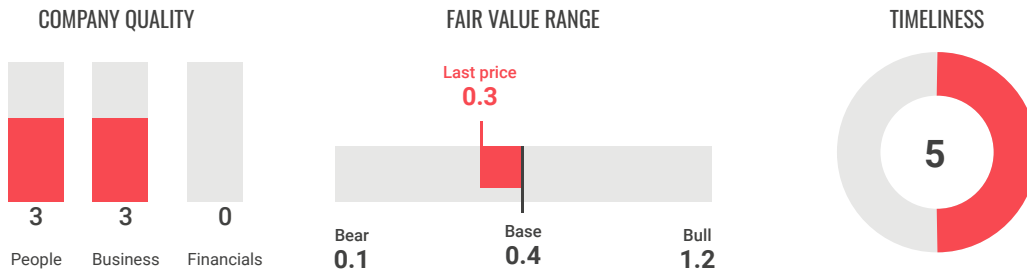 COMPANY QUALITY
3
3
0
People
Business
Financials
FAIR VALUE RANGE
Last price
0.3
Bear
0.1
Base
0.4
Bull
1.2
TIMELINESS
5